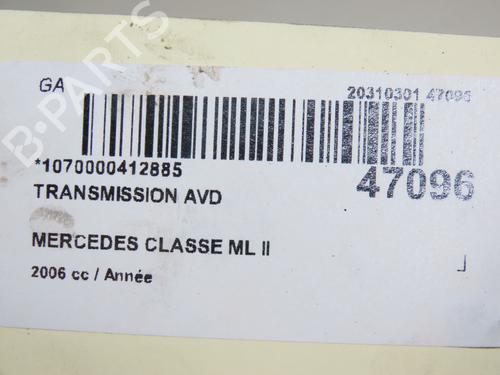 B-PARTS
GA
20310301 47096
*1070000412885
47096
TRANSMISSION AVD
MERCEDES CLASSE ML II
2006 cc / Année